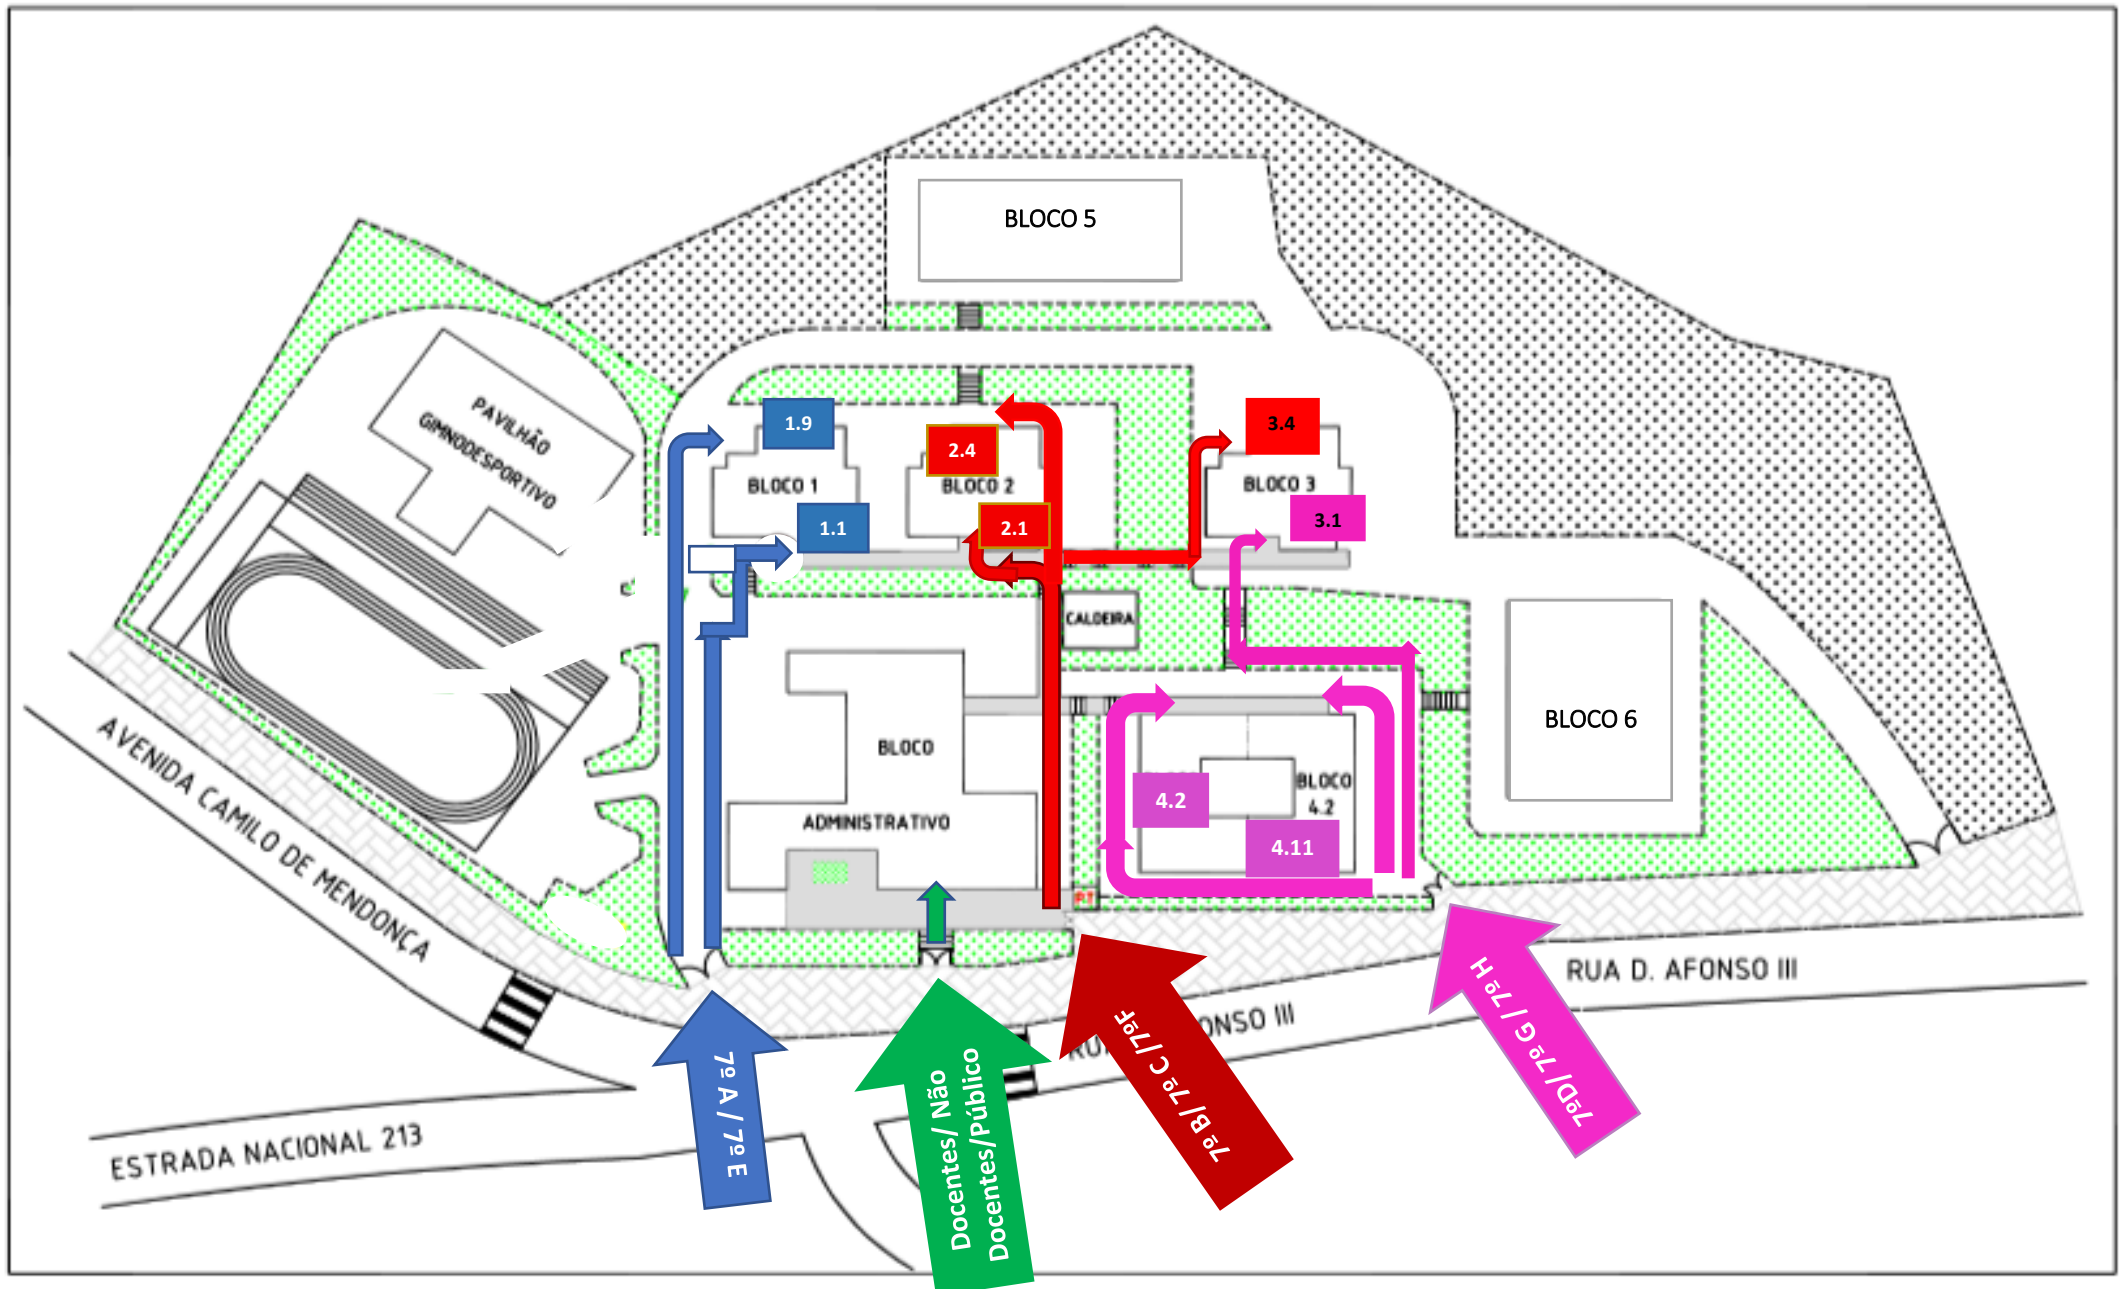 BLOCO 5
PAVILHÃO
GIMNODESPORTIVO
1.9
2.4
3.4
BLOCO 1
BLOCO 2
BLOCO 3
1.1
2.1
3.1
CALDEIRA
BLOCO
ADMINISTRATIVO
BLOCO
4.2
4.2
4.11
BLOCO 6
P.T
AVENIDA CAMILO DE MENDONÇA
RUA D. AFONSO III
ONSO III
ESTRADA NACIONAL 213
7º A / 7º E
Docentes/ Não
Docentes/Público
7º B/ 7º C /7ºF
7ºD/ 7º G / 7º H